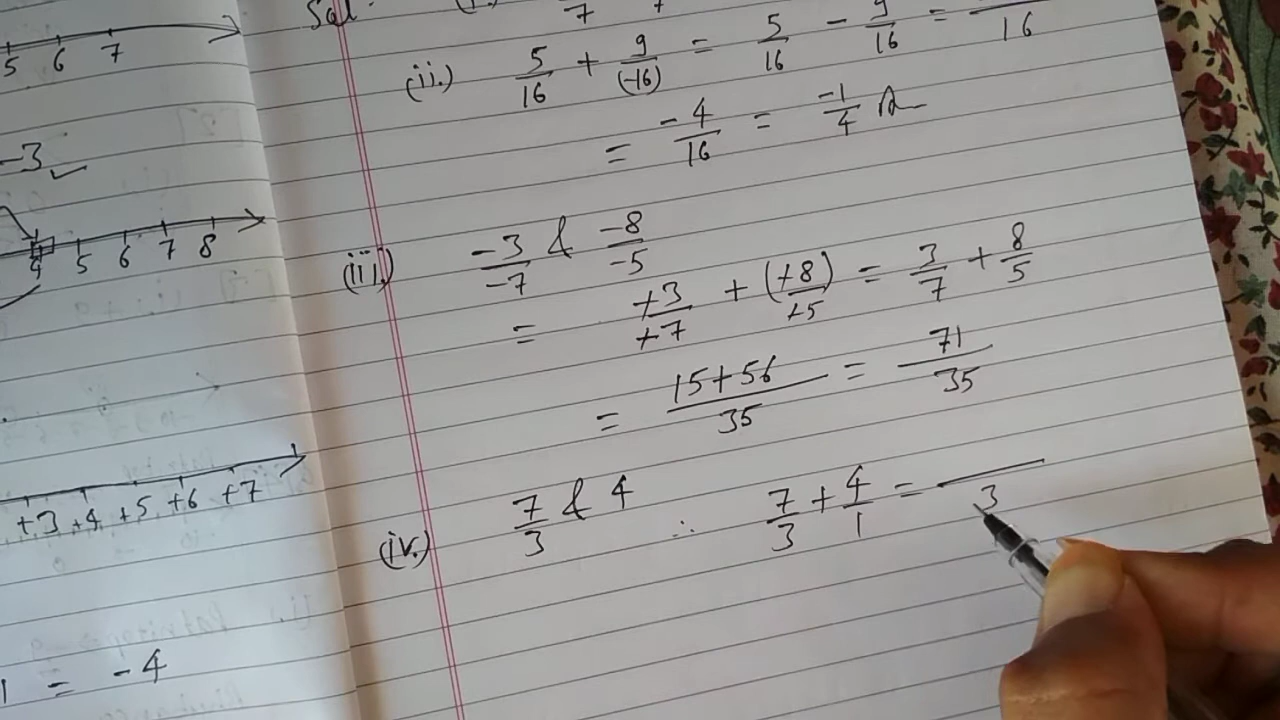 Sol.
7
(ii.) 5/16 + 9/(-16) = 5/16 - 9/16 = /16
= -4/16 = -1/4
(iii.) -3/-7 & -8/-5
= +3/+7 + (+8/+5) = 3/7 + 8/5
= 15+56/35 = 71/35
(iv.) 7/3 & 4 ∴ 7/3 + 4/1 = /3
5 6 7
-3
4 5 6 7 8
+3 +4 +5 +6 +7
1 = -4